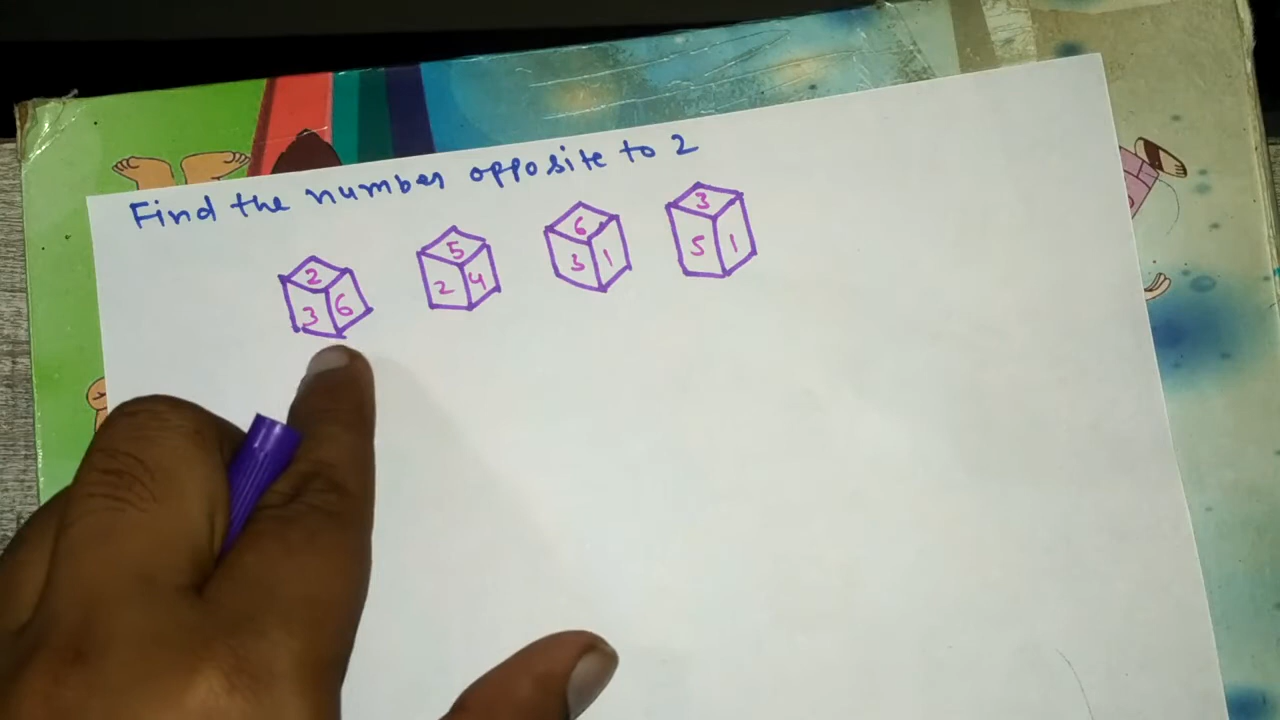 Find the number opposite to 2
2 3 6
5 2 4
6 3 1
3 5 1